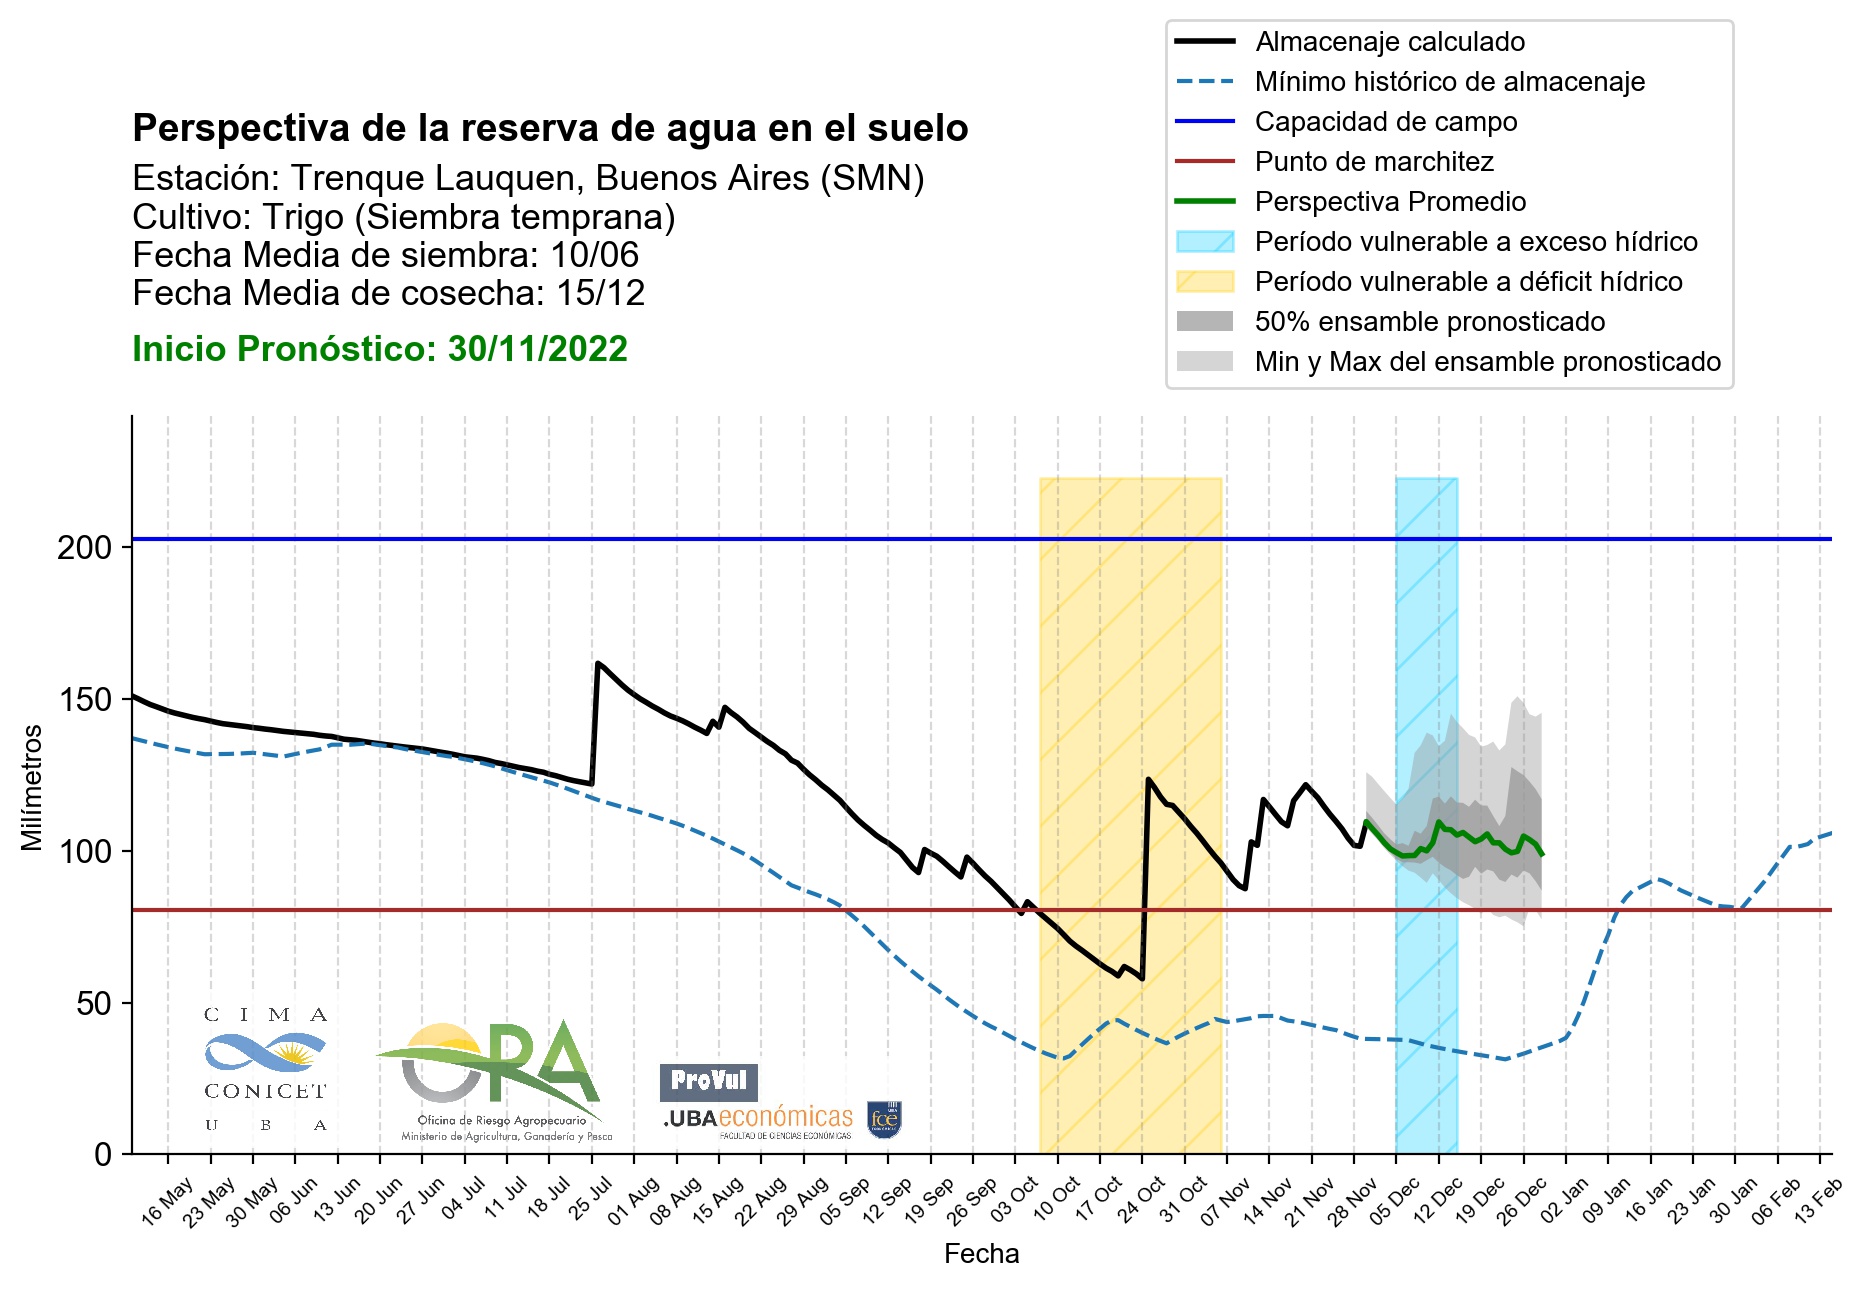 Almacenaje calculado
Mínimo histórico de almacenaje
Capacidad de campo
Punto de marchitez
Perspectiva Promedio
Período vulnerable a exceso hídrico
Período vulnerable a déficit hídrico
50% ensamble pronosticado
Min y Max del ensamble pronosticado
Perspectiva de la reserva de agua en el suelo
Estación: Trenque Lauquen, Buenos Aires (SMN)
Cultivo: Trigo (Siembra temprana)
Fecha Media de siembra: 10/06
Fecha Media de cosecha: 15/12
Inicio Pronóstico: 30/11/2022
200
150
100
50
0
Milímetros
CIMA
CONICET
UBA
ORA
Oficina de Riesgo Agropecuario
Ministerio de Agricultura, Ganadería y Pesca
ProVul
.UBAeconómicas
FACULTAD DE CIENCIAS ECONÓMICAS
UBA
fce
ECONÓMICAS
16 May
23 May
30 May
06 Jun
13 Jun
20 Jun
27 Jun
04 Jul
11 Jul
18 Jul
25 Jul
01 Aug
08 Aug
15 Aug
22 Aug
29 Aug
05 Sep
12 Sep
19 Sep
26 Sep
03 Oct
10 Oct
17 Oct
24 Oct
31 Oct
07 Nov
14 Nov
21 Nov
28 Nov
05 Dec
12 Dec
19 Dec
26 Dec
02 Jan
09 Jan
16 Jan
23 Jan
30 Jan
06 Feb
13 Feb
Fecha